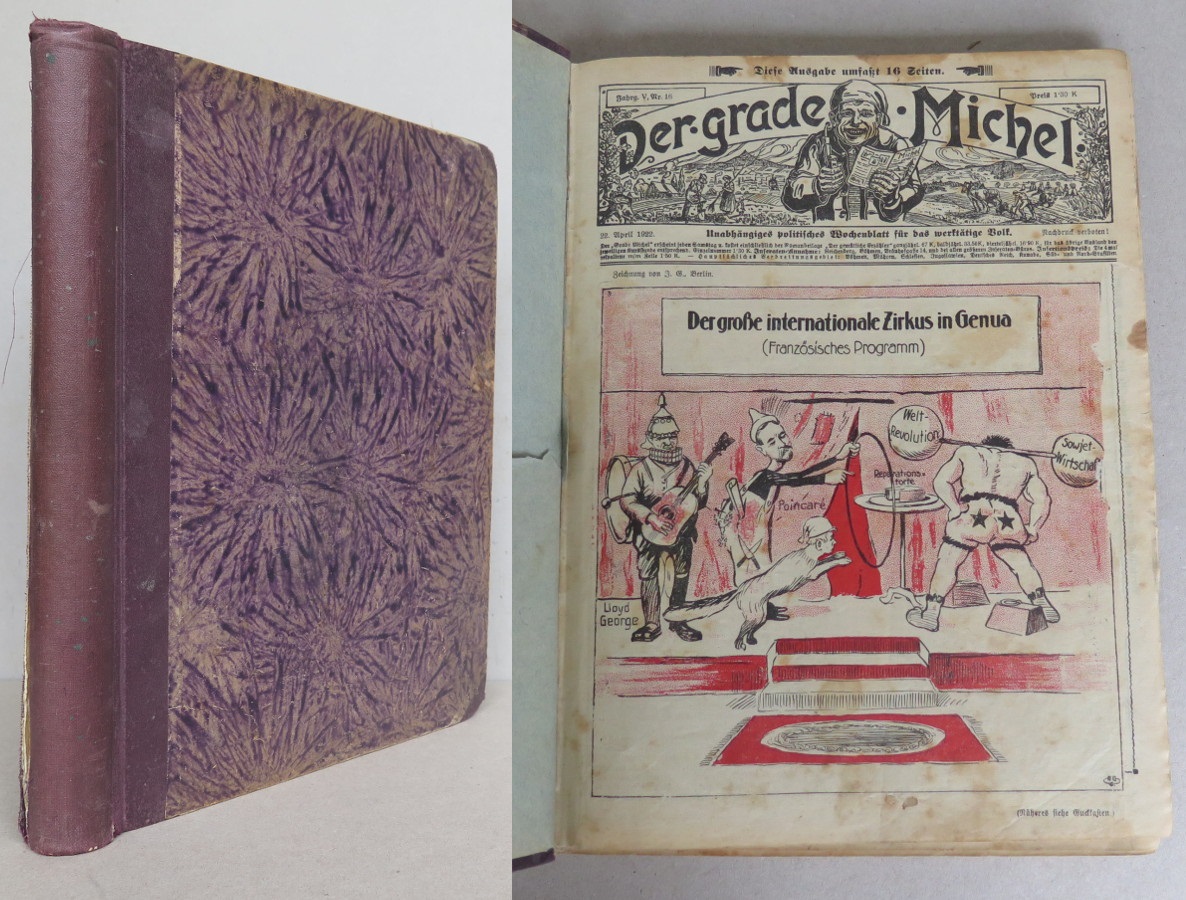 Diese Ausgabe umfaßt 16 Seiten.
Jahrg. V, Nr. 16
Preis 1·90 K
Der·grade · Michel·
22. April 1922.
Unabhängiges politisches Wochenblatt für das werktätige Volk.
Nachdruck verboten!
Zeichnung von J. G., Berlin.
Der große internationale Zirkus in Genua
(Französisches Programm)
Welt-
Revolution
Sowjet-
Wirtschaft
Reparations-
torte
Poincaré
Lloyd
George
(Näheres siehe Guckkasten.)